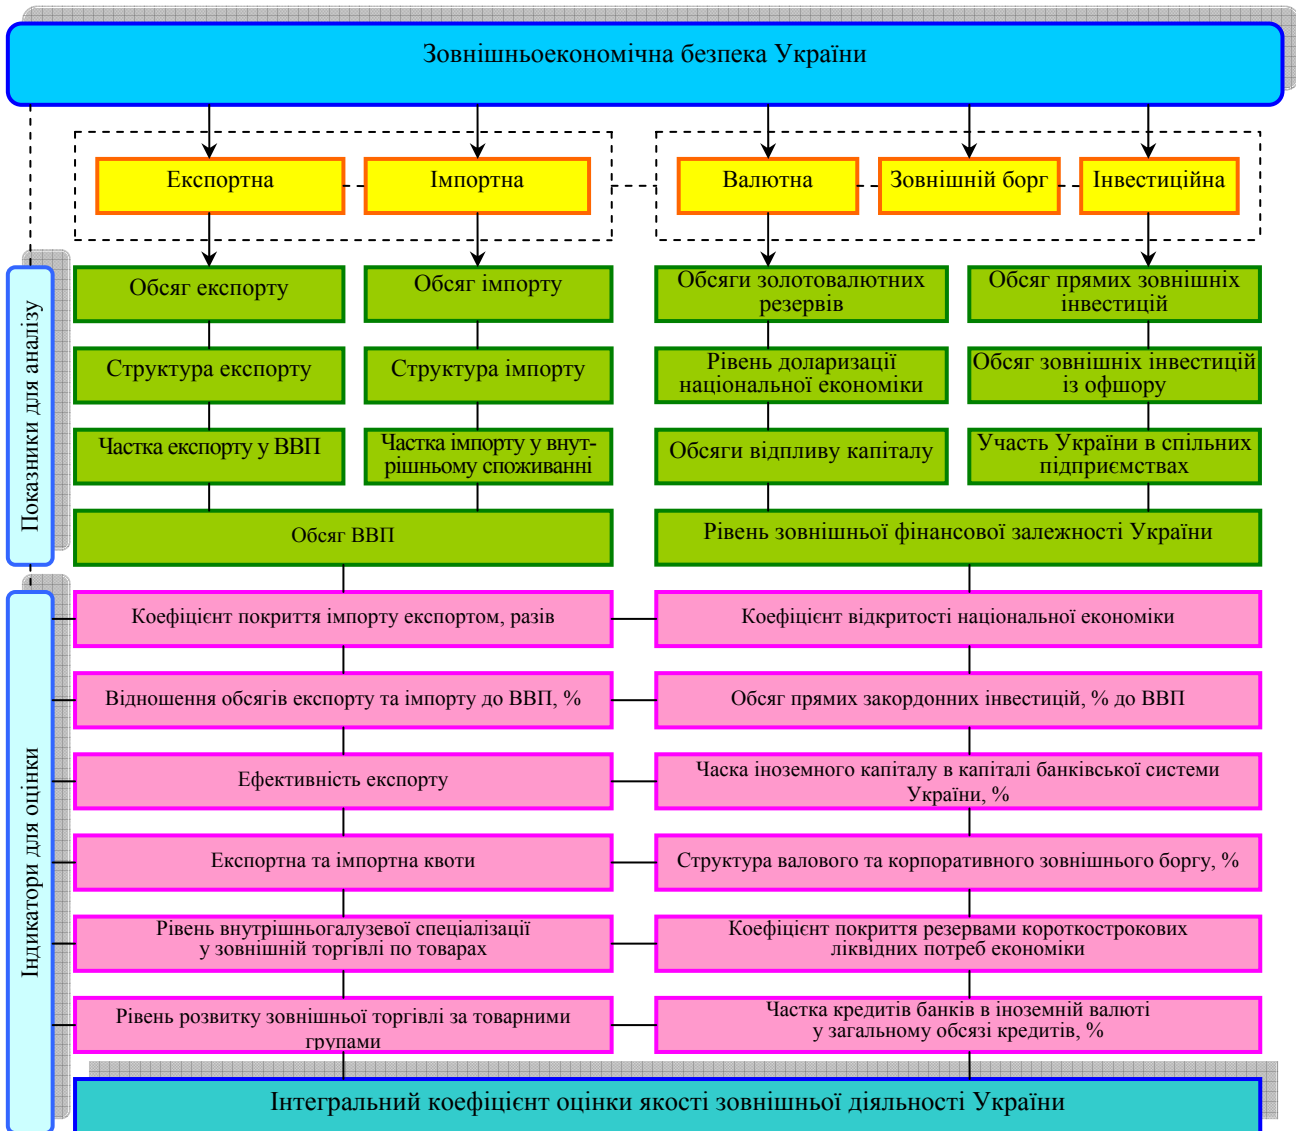 Зовнішньоекономічна безпека України
Експортна
Імпортна
Валютна
Зовнішній борг
Інвестиційна
Показники для аналізу
Обсяг експорту
Обсяг імпорту
Обсяги золотовалютних
резервів
Обсяг прямих зовнішніх
інвестицій
Структура експорту
Структура імпорту
Рівень доларизації
національної економіки
Обсяг зовнішніх інвестицій
із офшору
Частка експорту у ВВП
Частка імпорту у внут-
рішньому споживанні
Обсяги відпливу капіталу
Участь України в спільних
підприємствах
Обсяг ВВП
Рівень зовнішньої фінансової залежності України
Індикатори для оцінки
Коефіцієнт покриття імпорту експортом, разів
Коефіцієнт відкритості національної економіки
Відношення обсягів експорту та імпорту до ВВП, %
Обсяг прямих закордонних інвестицій, % до ВВП
Ефективність експорту
Часка іноземного капіталу в капіталі банківської системи
України, %
Експортна та імпортна квоти
Структура валового та корпоративного зовнішнього боргу, %
Рівень внутрішньогалузевої спеціалізації
у зовнішній торгівлі по товарах
Коефіцієнт покриття резервами короткострокових
ліквідних потреб економіки
Рівень розвитку зовнішньої торгівлі за товарними
групами
Частка кредитів банків в іноземній валюті
у загальному обсязі кредитів, %
Інтегральний коефіцієнт оцінки якості зовнішньої діяльності України